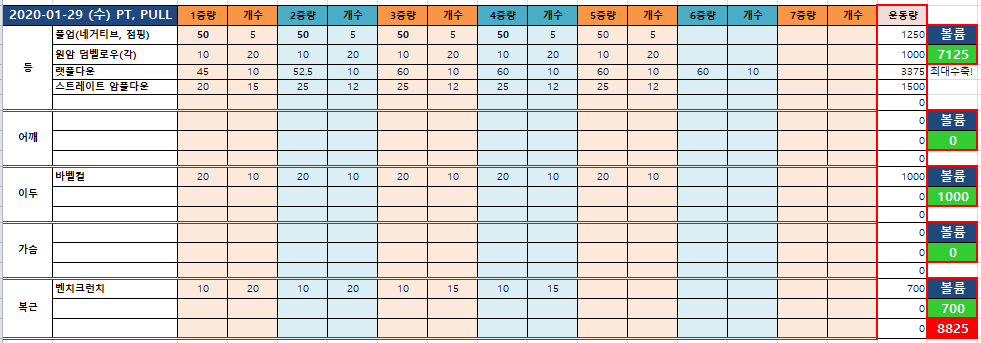 2020-01-29 (수) PT, PULL 1중량 개수 2중량 개수 3중량 개수 4중량 개수 5중량 개수 6중량 개수 7중량 개수 운동량
등 풀업(네거티브, 점핑) 50 5 50 5 50 5 50 5 50 5 1250 볼륨
원암 덤벨로우(각) 10 20 10 20 10 20 10 20 10 20 1000 7125
랫풀다운 45 10 52.5 10 60 10 60 10 60 10 60 10 3375 최대수축!
스트레이트 암풀다운 20 15 25 12 25 12 25 12 25 12 1500
0
어깨 0 볼륨
0 0
0
이두 바벨컬 20 10 20 10 20 10 20 10 20 10 1000 볼륨
0 1000
0
가슴 0 볼륨
0 0
0
복근 벤치크런치 10 20 10 20 10 15 10 15 700 볼륨
0 700
0 8825